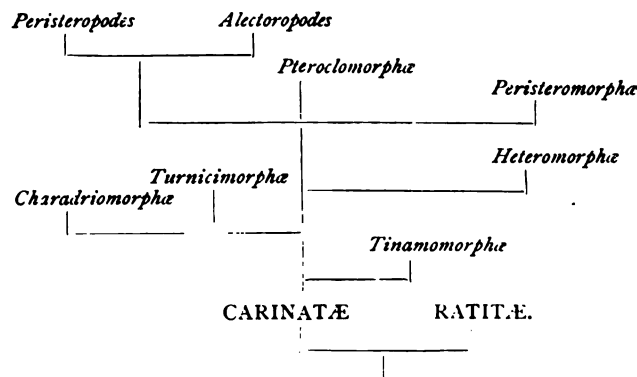 Peristeropodes Alectoropodes
Pteroclomorphæ
Peristeromorphæ
Heteromorphæ
Turnicimorphæ
Charadriomorphæ
Tinamomorphæ
CARINATÆ RATITÆ.